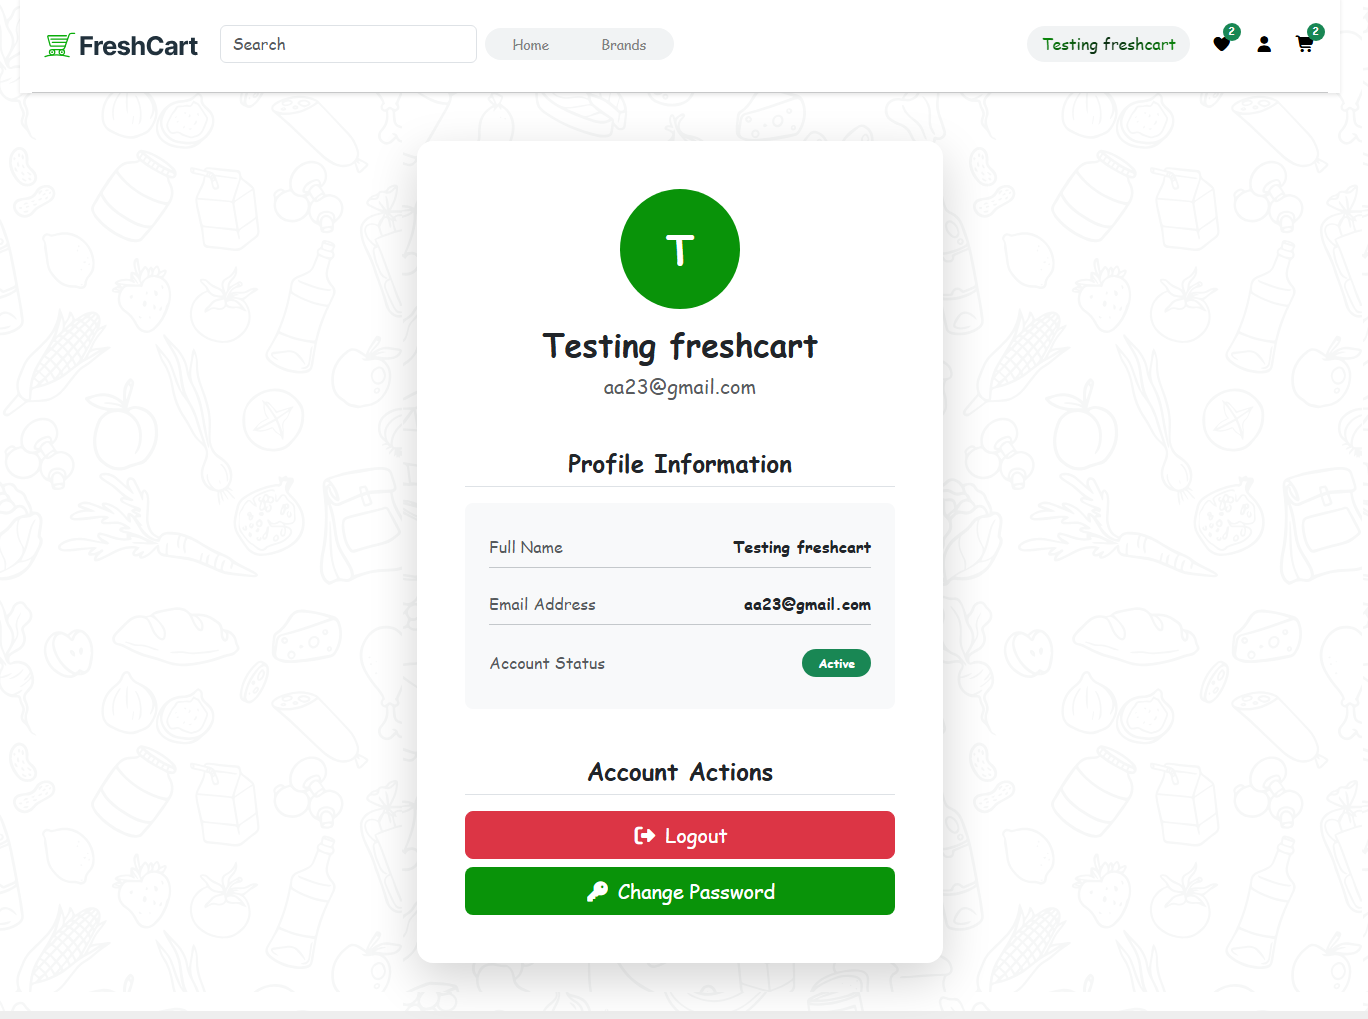 FreshCart
Search
Home
Brands
Testing freshcart
2
2
T
Testing freshcart
aa23@gmail.com
Profile Information
Full Name
Testing freshcart
Email Address
aa23@gmail.com
Account Status
Active
Account Actions
Logout
Change Password